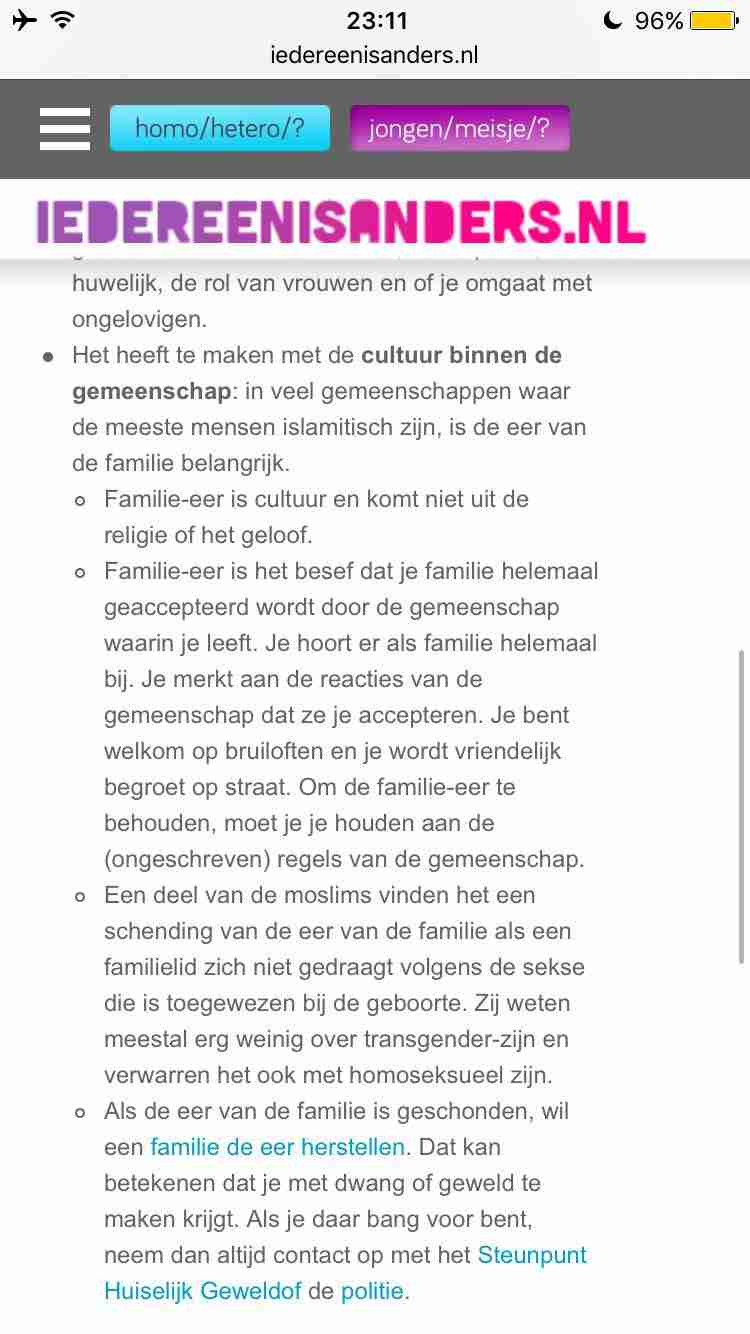 23:11
96%
iedereenisanders.nl
homo/hetero/?
jongen/meisje/?
IEDEREENISANDERS.NL
huwelijk, de rol van vrouwen en of je omgaat met
ongelovigen.
Het heeft te maken met de cultuur binnen de
gemeenschap: in veel gemeenschappen waar
de meeste mensen islamitisch zijn, is de eer van
de familie belangrijk.
Familie-eer is cultuur en komt niet uit de
religie of het geloof.
Familie-eer is het besef dat je familie helemaal
geaccepteerd wordt door de gemeenschap
waarin je leeft. Je hoort er als familie helemaal
bij. Je merkt aan de reacties van de
gemeenschap dat ze je accepteren. Je bent
welkom op bruiloften en je wordt vriendelijk
begroet op straat. Om de familie-eer te
behouden, moet je je houden aan de
(ongeschreven) regels van de gemeenschap.
Een deel van de moslims vinden het een
schending van de eer van de familie als een
familielid zich niet gedraagt volgens de sekse
die is toegewezen bij de geboorte. Zij weten
meestal erg weinig over transgender-zijn en
verwarren het ook met homoseksueel zijn.
Als de eer van de familie is geschonden, wil
een familie de eer herstellen. Dat kan
betekenen dat je met dwang of geweld te
maken krijgt. Als je daar bang voor bent,
neem dan altijd contact op met het Steunpunt
Huiselijk Geweldof de politie.